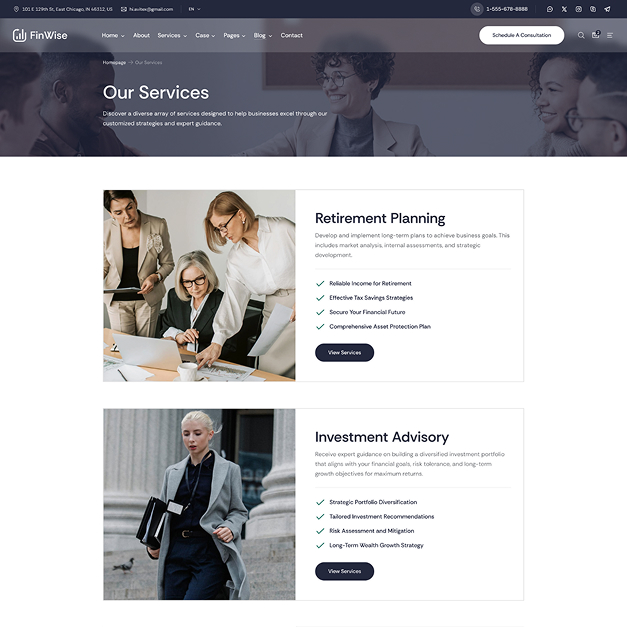 101 E 129th St, East Chicago, IN 46312, US
hi.avitex@gmail.com
EN
1-555-678-8888
FinWise
Home
About
Services
Case
Pages
Blog
Contact
Schedule A Consultation
Homepage
Our Services
Our Services
Discover a diverse array of services designed to help businesses excel through our
customized strategies and expert guidance.
Retirement Planning
Develop and implement long-term plans to achieve business goals. This
includes market analysis, internal assessments, and strategic
development.
Reliable Income for Retirement
Effective Tax Savings Strategies
Secure Your Financial Future
Comprehensive Asset Protection Plan
View Services
Investment Advisory
Receive expert guidance on building a diversified investment portfolio
that aligns with your financial goals, risk tolerance, and long-term
growth objectives for maximum returns.
Strategic Portfolio Diversification
Tailored Investment Recommendations
Risk Assessment and Mitigation
Long-Term Wealth Growth Strategy
View Services